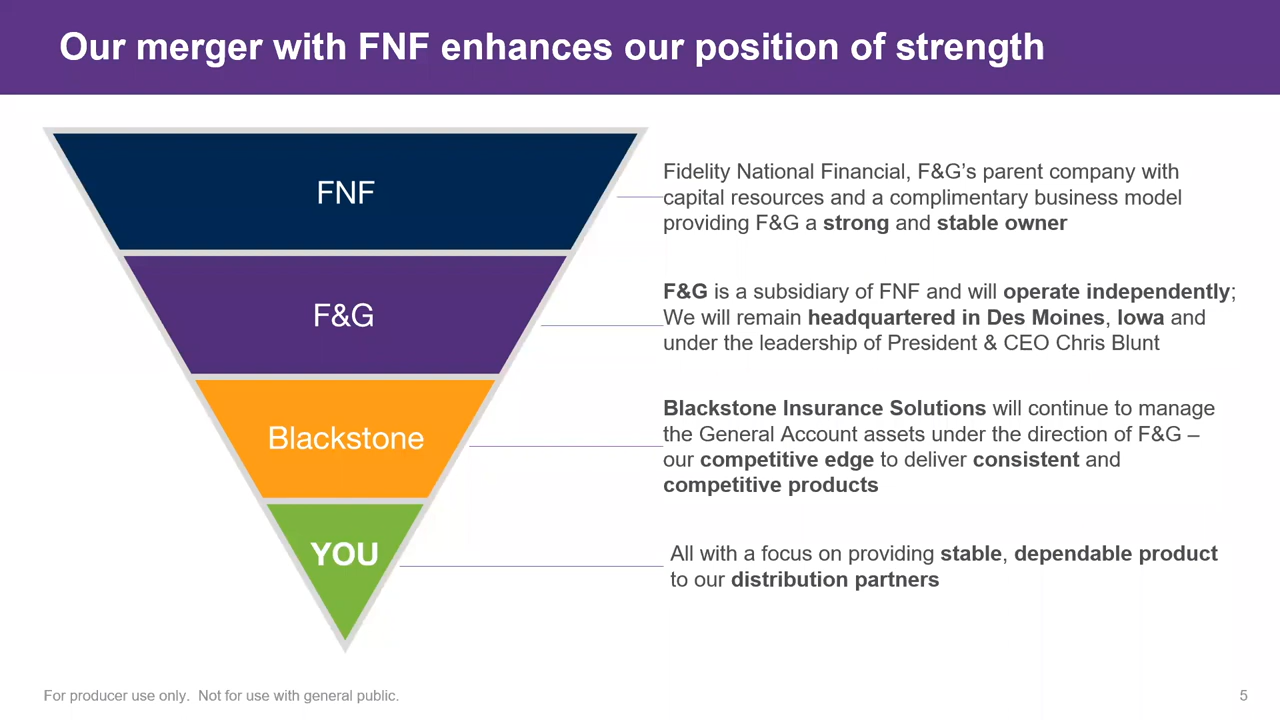 Our merger with FNF enhances our position of strength
FNF
Fidelity National Financial, F&G’s parent company with
capital resources and a complimentary business model
providing F&G a strong and stable owner
F&G
F&G is a subsidiary of FNF and will operate independently;
We will remain headquartered in Des Moines, Iowa and
under the leadership of President & CEO Chris Blunt
Blackstone
Blackstone Insurance Solutions will continue to manage
the General Account assets under the direction of F&G –
our competitive edge to deliver consistent and
competitive products
YOU
All with a focus on providing stable, dependable product
to our distribution partners
For producer use only.  Not for use with general public.
5